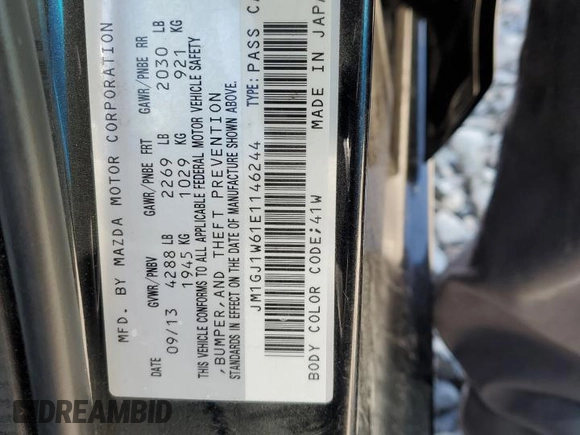 MFD. BY MAZDA MOTOR CORPORATION
DATE GVWR/PNBV GAWR/PNBE FRT GAWR/PNBE RR
09/13 4288 LB 2269 LB 2030 LB
1945 KG 1029 KG 921 KG
THIS VEHICLE CONFORMS TO ALL APPLICABLE FEDERAL MOTOR VEHICLE SAFETY
,BUMPER,AND THEFT PREVENTION
STANDARDS IN EFFECT ON THE DATE OF MANUFACTURE SHOWN ABOVE.
JM1GJ1W61E1146244 TYPE: PASS
BODY COLOR CODE;41W MADE IN
DREAMBID